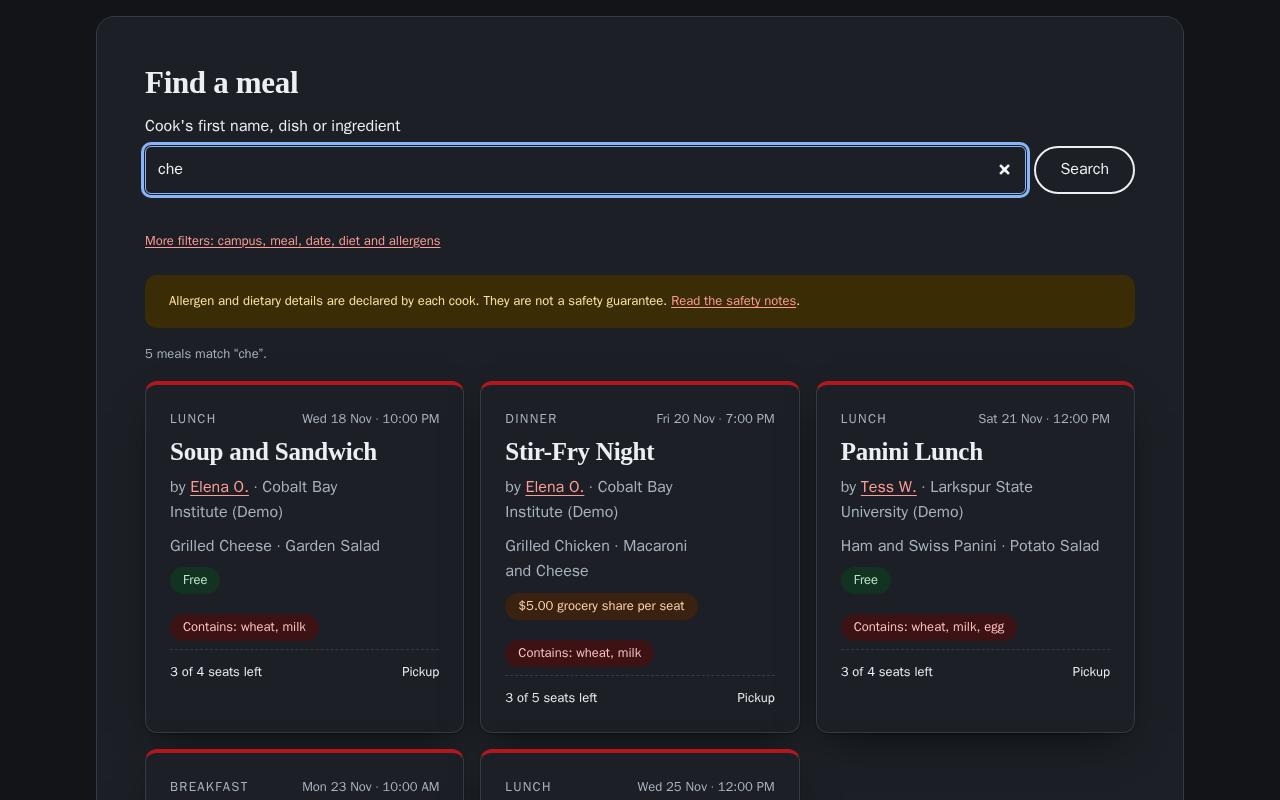 Find a meal
Cook's first name, dish or ingredient
che
Search
More filters: campus, meal, date, diet and allergens
Allergen and dietary details are declared by each cook. They are not a safety guarantee. Read the safety notes.
5 meals match “che”.
LUNCH Wed 18 Nov · 10:00 PM
Soup and Sandwich
by Elena O. · Cobalt Bay
Institute (Demo)
Grilled Cheese · Garden Salad
Free
Contains: wheat, milk
3 of 4 seats left Pickup
DINNER Fri 20 Nov · 7:00 PM
Stir-Fry Night
by Elena O. · Cobalt Bay
Institute (Demo)
Grilled Chicken · Macaroni
and Cheese
$5.00 grocery share per seat
Contains: wheat, milk
3 of 5 seats left Pickup
LUNCH Sat 21 Nov · 12:00 PM
Panini Lunch
by Tess W. · Larkspur State
University (Demo)
Ham and Swiss Panini · Potato Salad
Free
Contains: wheat, milk, egg
3 of 4 seats left Pickup
BREAKFAST Mon 23 Nov · 10:00 AM
LUNCH Wed 25 Nov · 12:00 PM